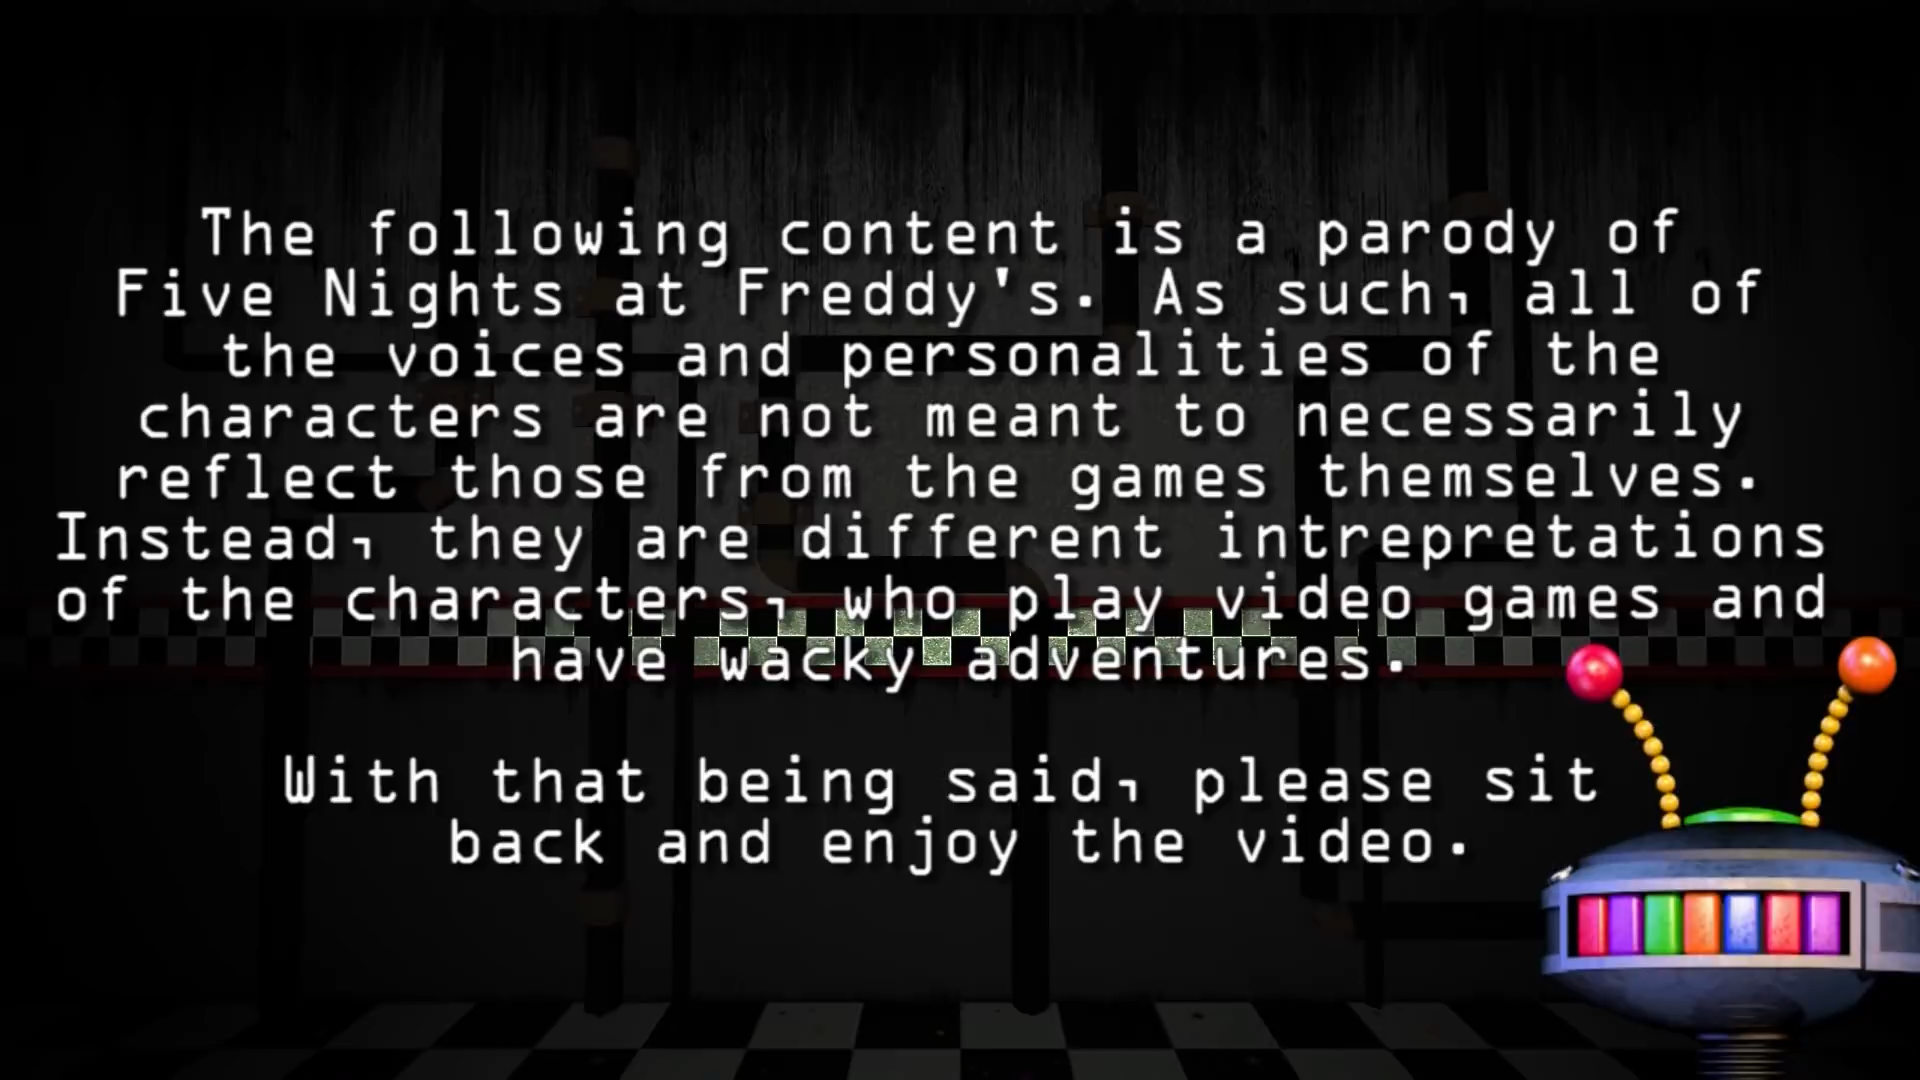 The following content is a parody of
Five Nights at Freddy's. As such, all of
the voices and personalities of the
characters are not meant to necessarily
reflect those from the games themselves.
Instead, they are different intrepretations
of the characters, who play video games and
have wacky adventures.
With that being said, please sit
back and enjoy the video.